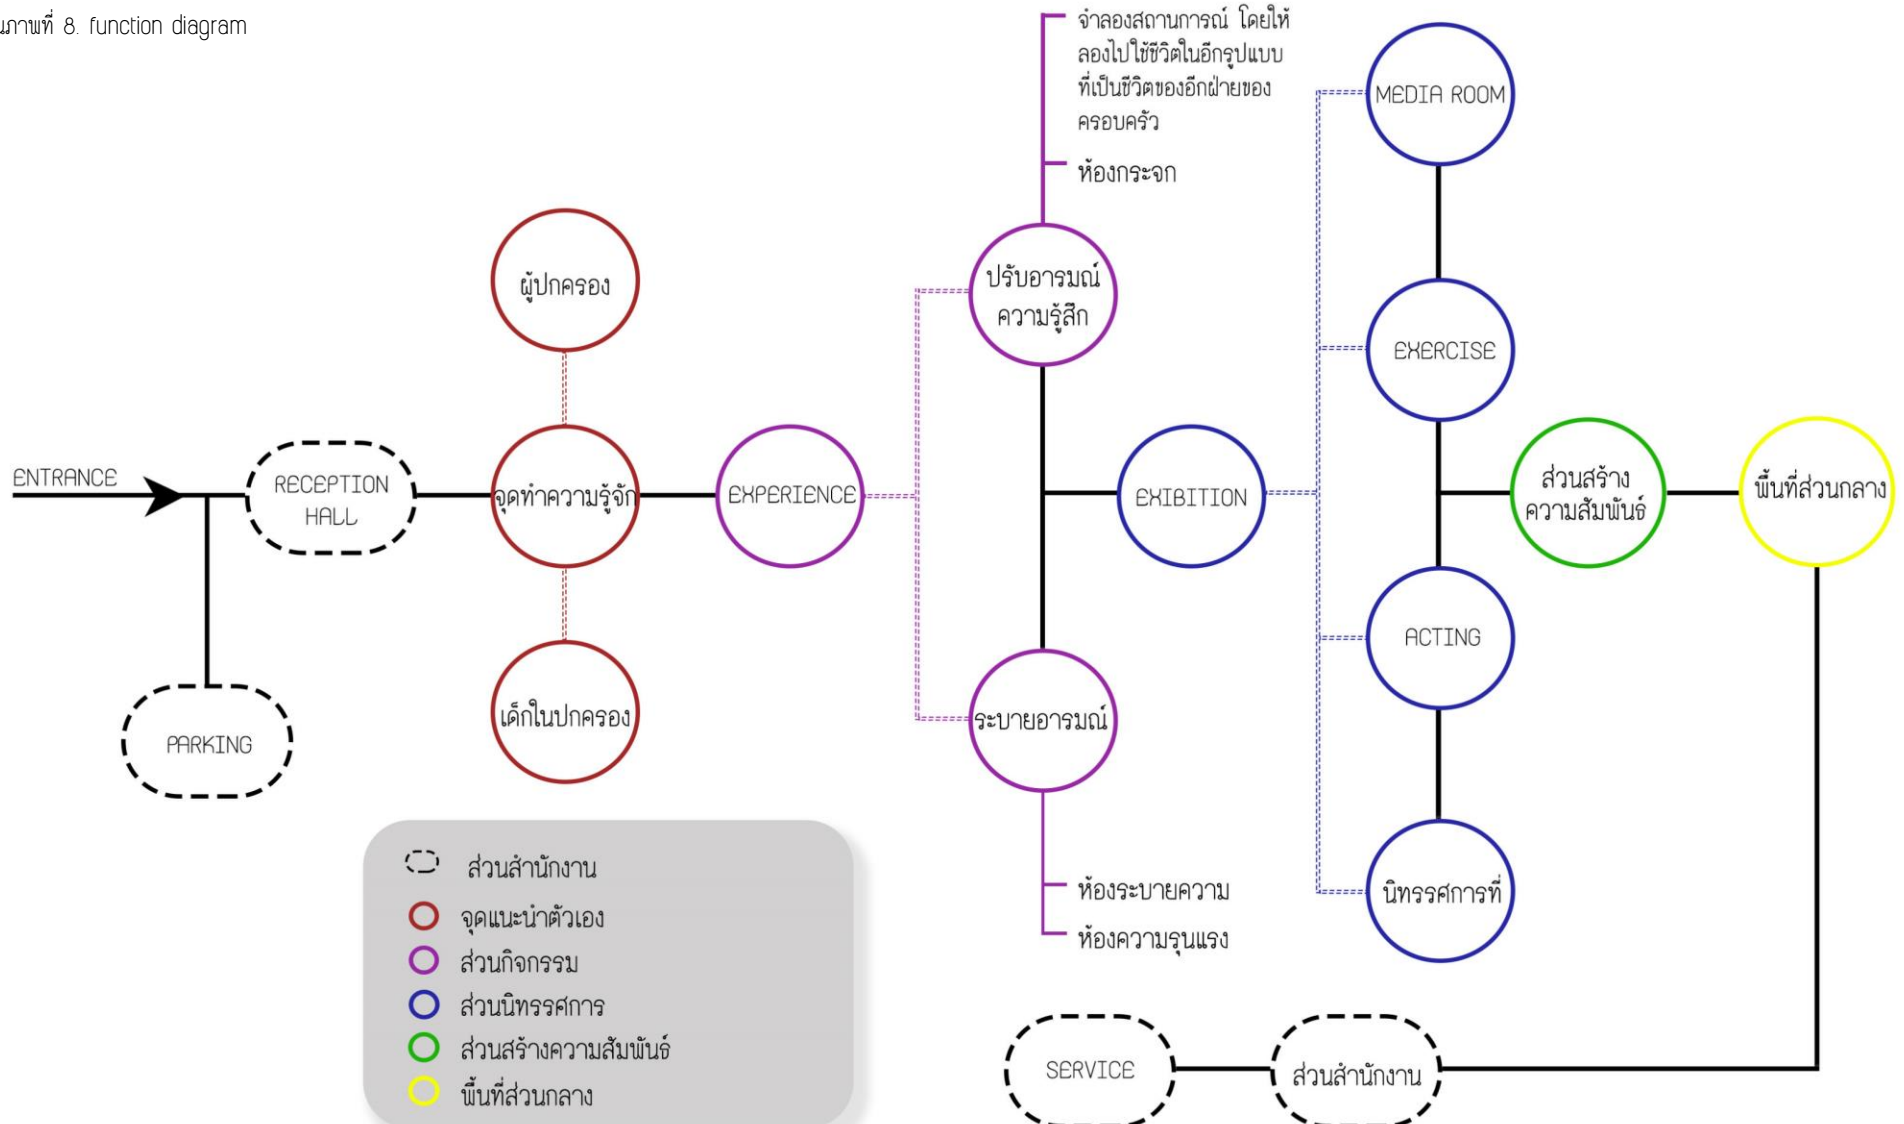 นภาพที่ 8. function diagram
จำลองสถานการณ์ โดยให้
ลองไปใช้ชีวิตในอีกรูปแบบ
ที่เป็นชีวิตของอีกฝ่ายของ
ครอบครัว
ห้องกระจก
MEDIA ROOM
ผู้ปกครอง
ปรับอารมณ์
ความรู้สึก
EXERCISE
ENTRANCE
RECEPTION
HALL
จุดทำความรู้จัก
EXPERIENCE
EXIBITION
ส่วนสร้าง
ความสัมพันธ์
พื้นที่ส่วนกลาง
ACTING
PARKING
เด็กในปกครอง
ระบายอารมณ์
ห้องระบายความ
ห้องความรุนแรง
นิทรรศการที่
ส่วนสำนักงาน
จุดแนะนำตัวเอง
ส่วนกิจกรรม
ส่วนนิทรรศการ
ส่วนสร้างความสัมพันธ์
พื้นที่ส่วนกลาง
SERVICE
ส่วนสำนักงาน